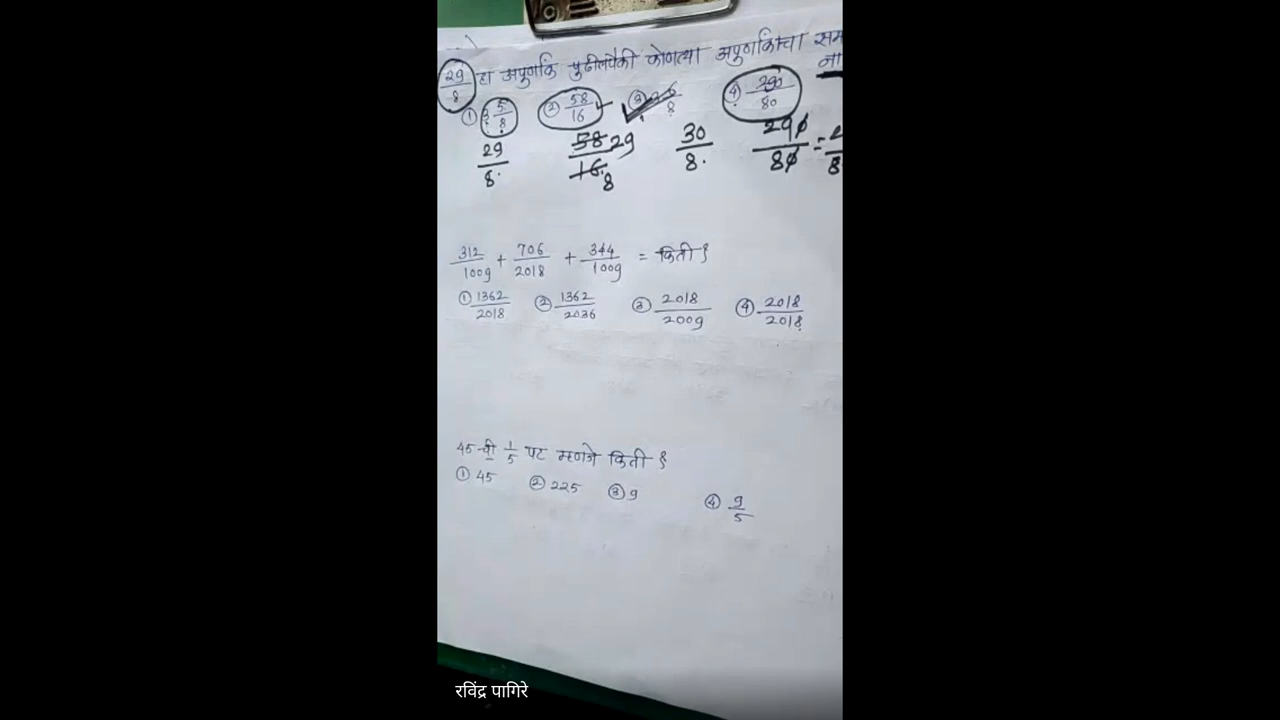 29/8 हा अपुर्णांक पुढीलपैकी कोणत्या अपुर्णांकाचा सम
ना
① 3 5/8 ② 58/16 ③ 8 ④ 290/80
29/8 58/16 29/8 30/8 290/80 =
312/1009 + 706/2018 + 344/1009 = किती ?
① 1362/2018 ② 1362/2036 ③ 2018/2009 ④ 2018/2018
45 ची 1/5 पट म्हणजे किती ?
① 45 ② 225 ③ 9 ④ 9/5
रविंद्र पागिरे